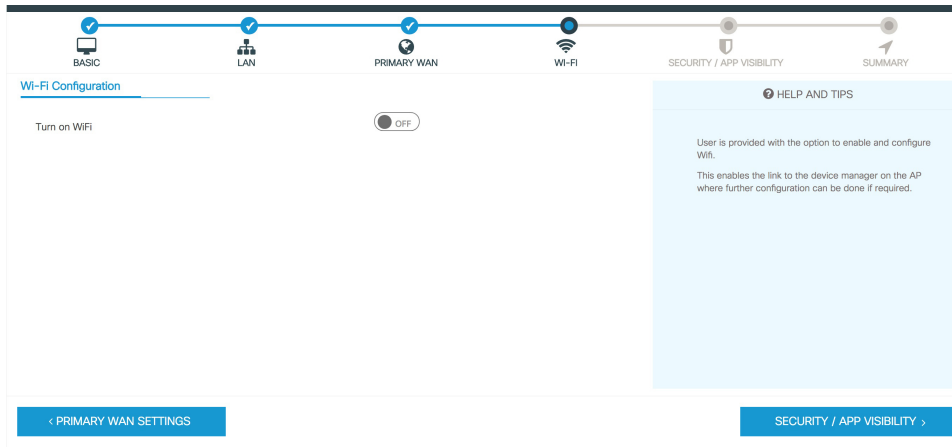 BASIC
LAN
PRIMARY WAN
WI-FI
SECURITY / APP VISIBILITY
SUMMARY
Wi-Fi Configuration
Turn on WiFi
OFF
HELP AND TIPS
User is provided with the option to enable and configure
Wifi.
This enables the link to the device manager on the AP
where further configuration can be done if required.
< PRIMARY WAN SETTINGS
SECURITY / APP VISIBILITY >